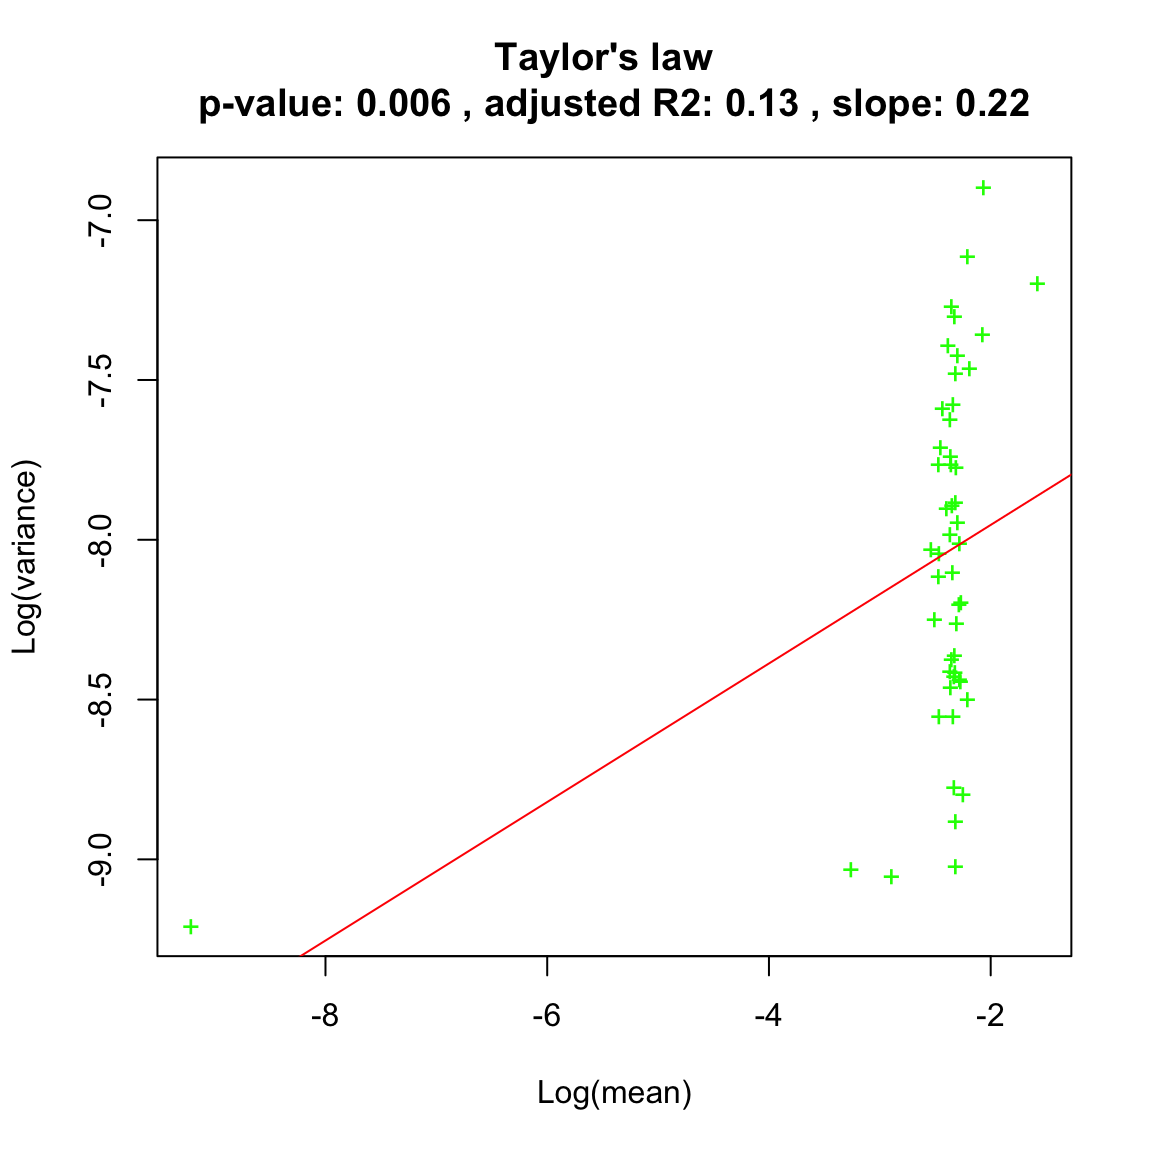 Taylor's law
p-value: 0.006 , adjusted R2: 0.13 , slope: 0.22
-7.0
-7.5
-8.0
-8.5
-9.0
Log(variance)
-8 -6 -4 -2
Log(mean)